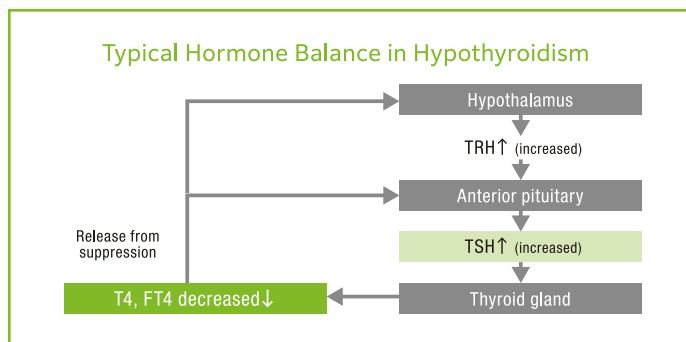 Typical Hormone Balance in Hypothyroidism
Hypothalamus
TRH↑ (increased)
Anterior pituitary
Release from
suppression
TSH↑ (increased)
T4, FT4 decreased↓
Thyroid gland